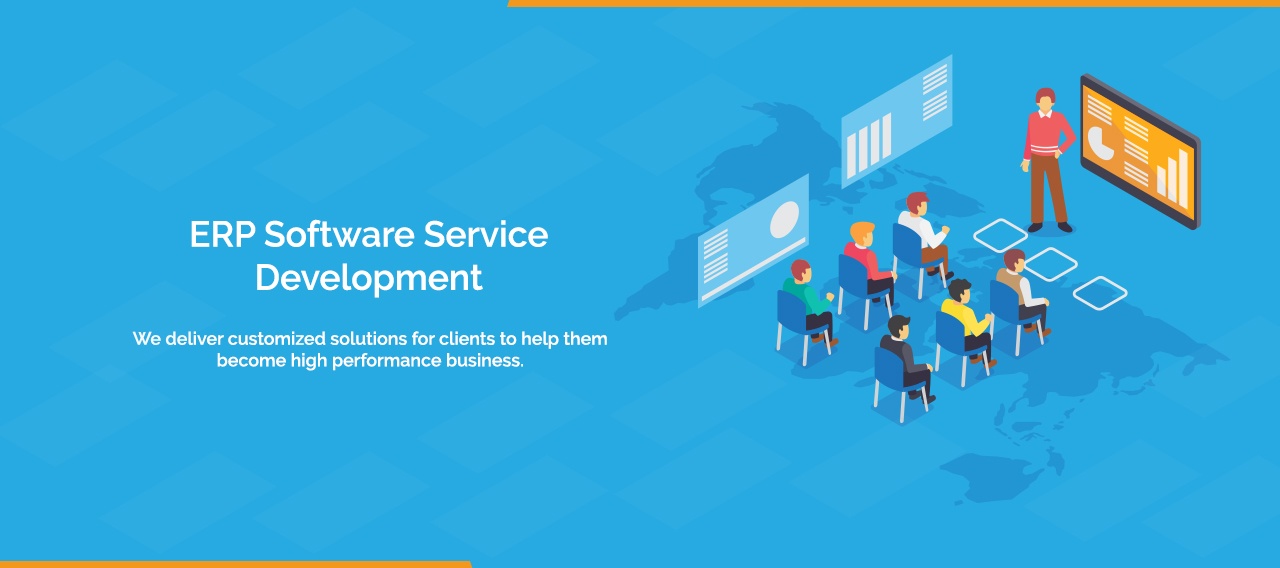 ERP Software Service
Development
We deliver customized solutions for clients to help them
become high performance business.